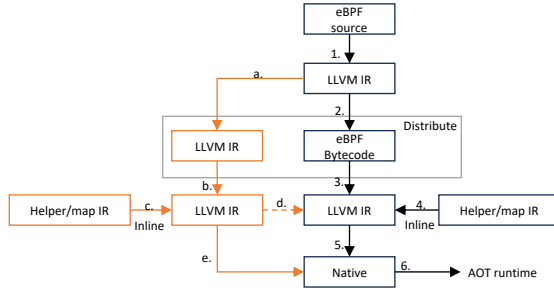 eBPF
source
1.
LLVM IR
a.
2.
Distribute
LLVM IR
eBPF
Bytecode
b.
3.
Helper/map IR
c.
Inline
LLVM IR
d.
LLVM IR
4.
Inline
Helper/map IR
e.
5.
Native
6.
AOT runtime